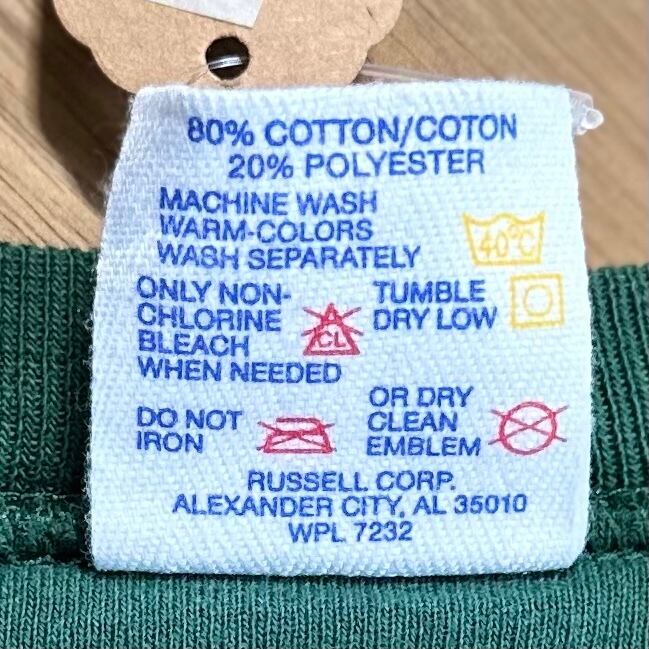 80% COTTON/COTON
20% POLYESTER
MACHINE WASH
WARM-COLORS
WASH SEPARATELY
40°C
ONLY NON-
CHLORINE
BLEACH
WHEN NEEDED
CL
TUMBLE
DRY LOW
DO NOT
IRON
OR DRY
CLEAN
EMBLEM
RUSSELL CORP.
ALEXANDER CITY, AL 35010
WPL 7232